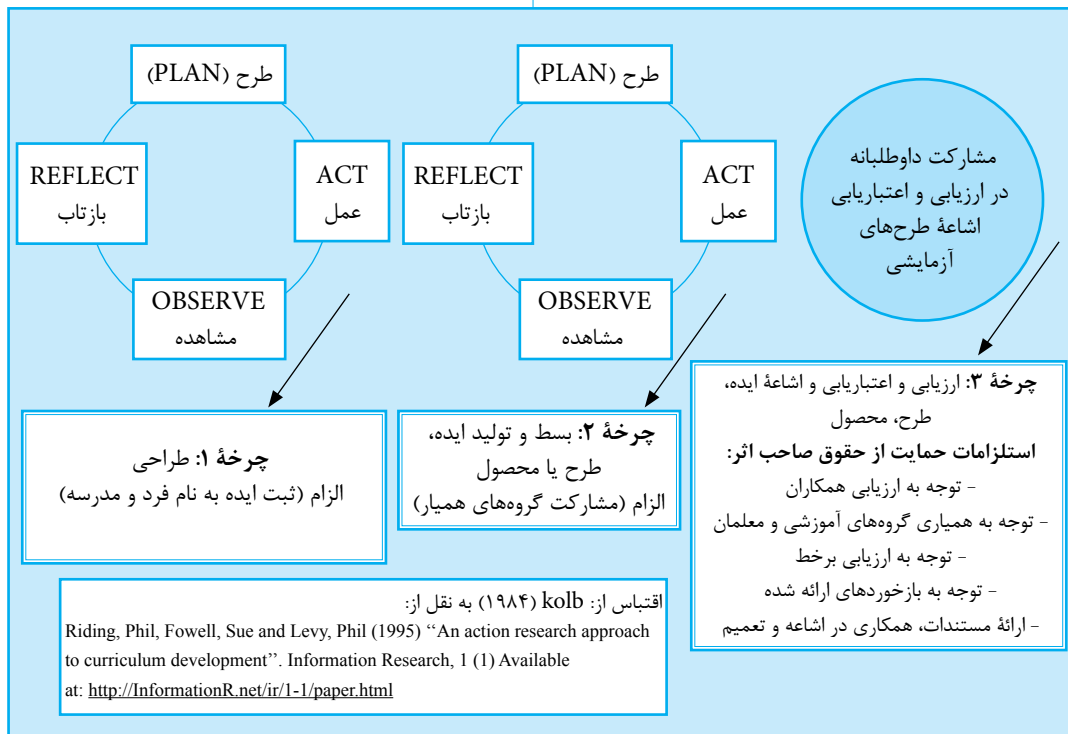 طرح (PLAN)
ACT
عمل
OBSERVE
مشاهده
REFLECT
بازتاب
چرخهٔ ۱: طراحی
الزام (ثبت ایده به نام فرد و مدرسه)
طرح (PLAN)
ACT
عمل
OBSERVE
مشاهده
REFLECT
بازتاب
چرخهٔ ۲: بسط و تولید ایده،
طرح یا محصول
الزام (مشارکت گروه‌های همیار)
مشارکت داوطلبانه
در ارزیابی و اعتباریابی
اشاعهٔ طرح‌های
آزمایشی
چرخهٔ ۳: ارزیابی و اعتباریابی و اشاعهٔ ایده،
طرح، محصول
استلزامات حمایت از حقوق صاحب اثر:
- توجه به ارزیابی همکاران
- توجه به همیاری گروه‌های آموزشی و معلمان
- توجه به ارزیابی برخط
- توجه به بازخوردهای ارائه شده
- ارائهٔ مستندات، همکاری در اشاعه و تعمیم
اقتباس از: kolb (۱۹۸۴) به نقل از:
Riding, Phil, Fowell, Sue and Levy, Phil (1995) ‘‘An action research approach
to curriculum development’’. Information Research, 1 (1) Available
at: http://InformationR.net/ir/1-1/paper.html